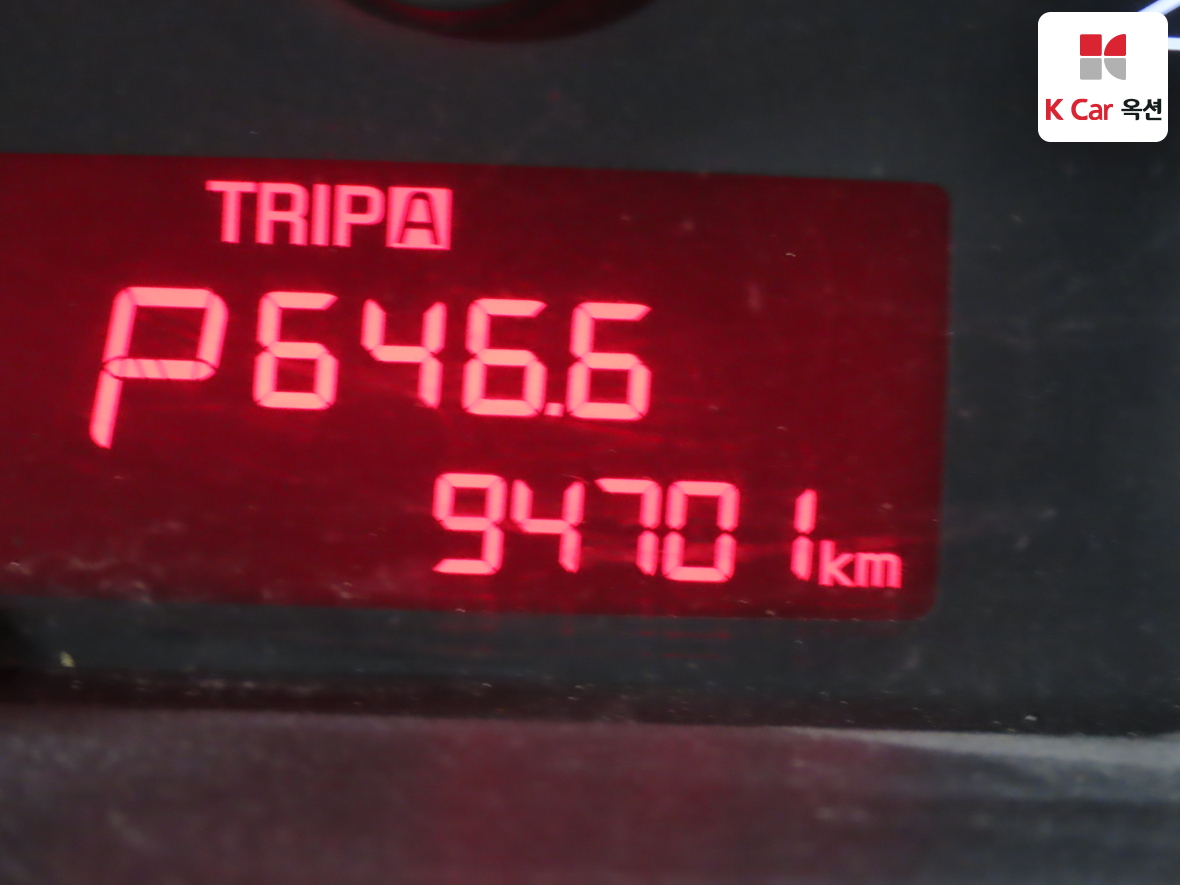 K Car 옥션
TRIP A
P 646.6
94701 km